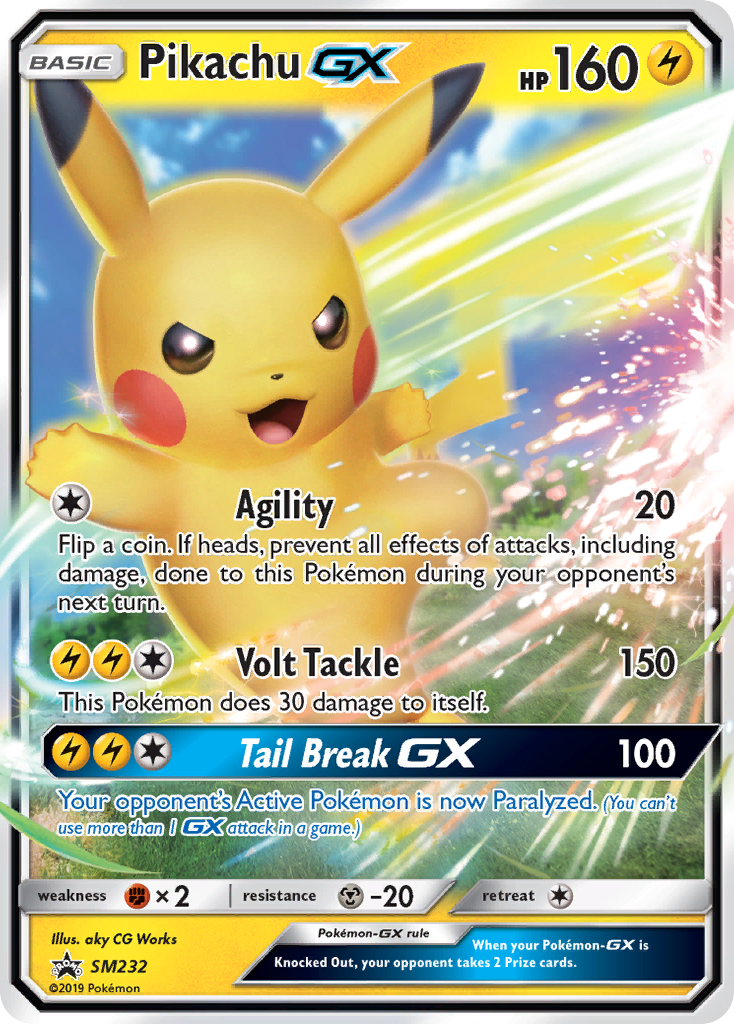 BASIC Pikachu GX HP 160
Agility 20
Flip a coin. If heads, prevent all effects of attacks, including
damage, done to this Pokémon during your opponent's
next turn.
Volt Tackle 150
This Pokémon does 30 damage to itself.
Tail Break GX 100
Your opponent's Active Pokémon is now Paralyzed. (You can't
use more than 1 GX attack in a game.)
weakness ×2 resistance -20 retreat
Illus. aky CG Works
PROMO SM232
©2019 Pokémon
Pokémon-GX rule
When your Pokémon-GX is
Knocked Out, your opponent takes 2 Prize cards.